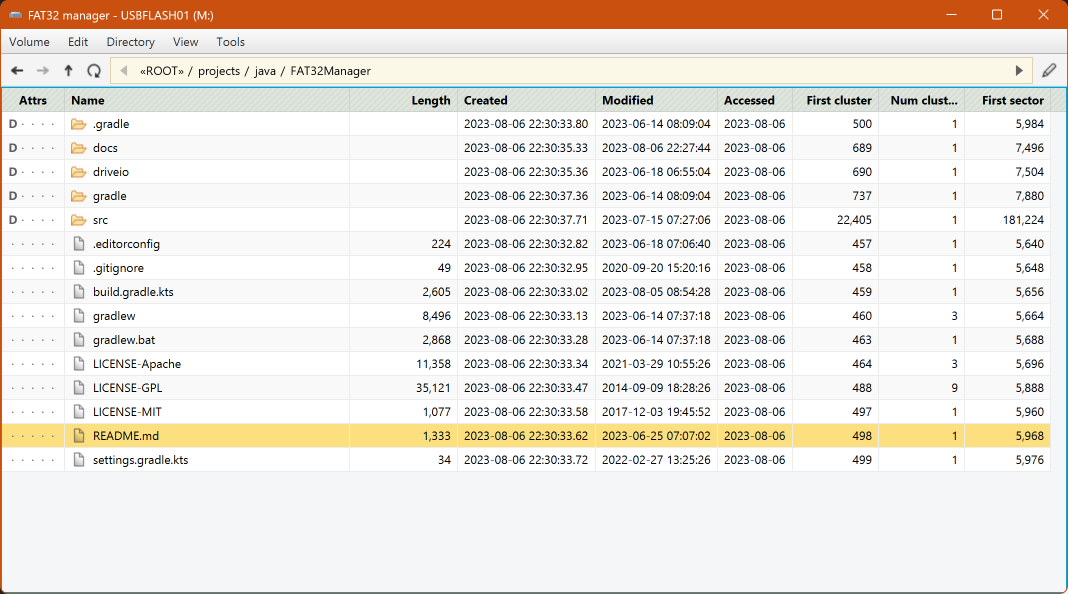 FAT32 manager - USBFLASH01 (M:)
Volume Edit Directory View Tools
«ROOT» / projects / java / FAT32Manager
Attrs Name Length Created Modified Accessed First cluster Num clust... First sector
D · · · · .gradle 2023-08-06 22:30:33.80 2023-06-14 08:09:04 2023-08-06 500 1 5,984
D · · · · docs 2023-08-06 22:30:35.33 2023-08-06 22:27:44 2023-08-06 689 1 7,496
D · · · · driveio 2023-08-06 22:30:35.36 2023-06-18 06:55:04 2023-08-06 690 1 7,504
D · · · · gradle 2023-08-06 22:30:37.36 2023-06-14 08:09:04 2023-08-06 737 1 7,880
D · · · · src 2023-08-06 22:30:37.71 2023-07-15 07:27:06 2023-08-06 22,405 1 181,224
· · · · · .editorconfig 224 2023-08-06 22:30:32.82 2023-06-18 07:06:40 2023-08-06 457 1 5,640
· · · · · .gitignore 49 2023-08-06 22:30:32.95 2020-09-20 15:20:16 2023-08-06 458 1 5,648
· · · · · build.gradle.kts 2,605 2023-08-06 22:30:33.02 2023-08-05 08:54:28 2023-08-06 459 1 5,656
· · · · · gradlew 8,496 2023-08-06 22:30:33.13 2023-06-14 07:37:18 2023-08-06 460 3 5,664
· · · · · gradlew.bat 2,868 2023-08-06 22:30:33.28 2023-06-14 07:37:18 2023-08-06 463 1 5,688
· · · · · LICENSE-Apache 11,358 2023-08-06 22:30:33.34 2021-03-29 10:55:26 2023-08-06 464 3 5,696
· · · · · LICENSE-GPL 35,121 2023-08-06 22:30:33.47 2014-09-09 18:28:26 2023-08-06 488 9 5,888
· · · · · LICENSE-MIT 1,077 2023-08-06 22:30:33.58 2017-12-03 19:45:52 2023-08-06 497 1 5,960
· · · · · README.md 1,333 2023-08-06 22:30:33.62 2023-06-25 07:07:02 2023-08-06 498 1 5,968
· · · · · settings.gradle.kts 34 2023-08-06 22:30:33.72 2022-02-27 13:25:26 2023-08-06 499 1 5,976